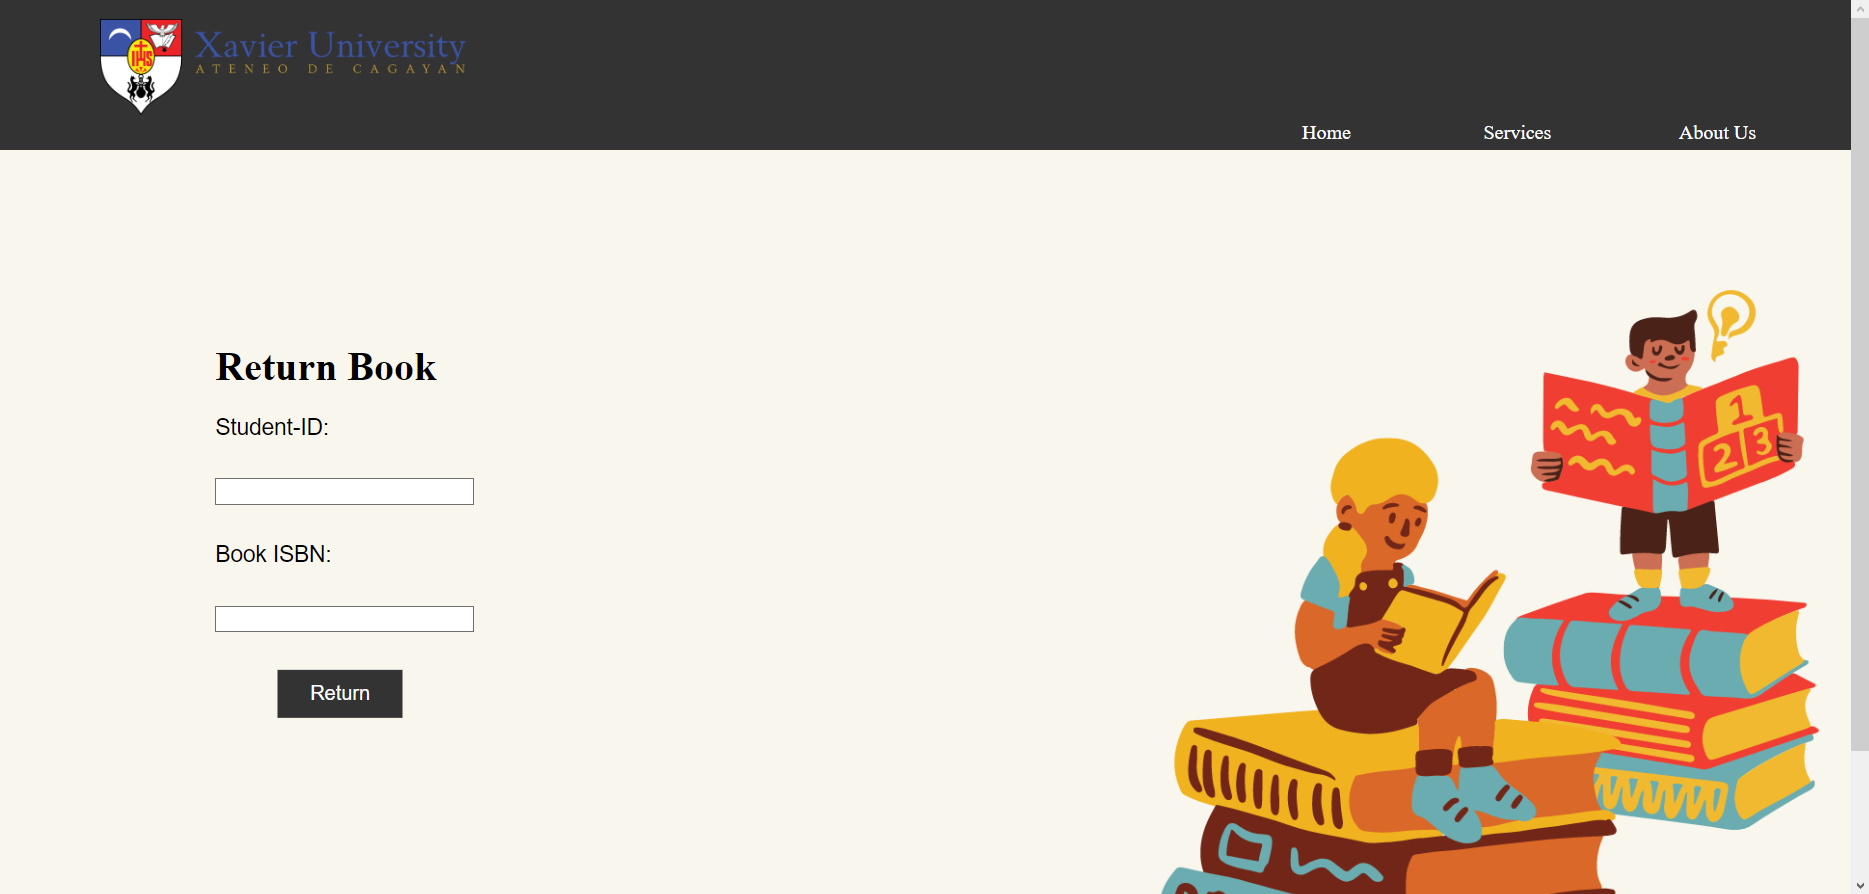 IHS
Xavier University
ATENEO DE CAGAYAN
Home
Services
About Us
Return Book
Student-ID:
Book ISBN:
Return
1
2 3